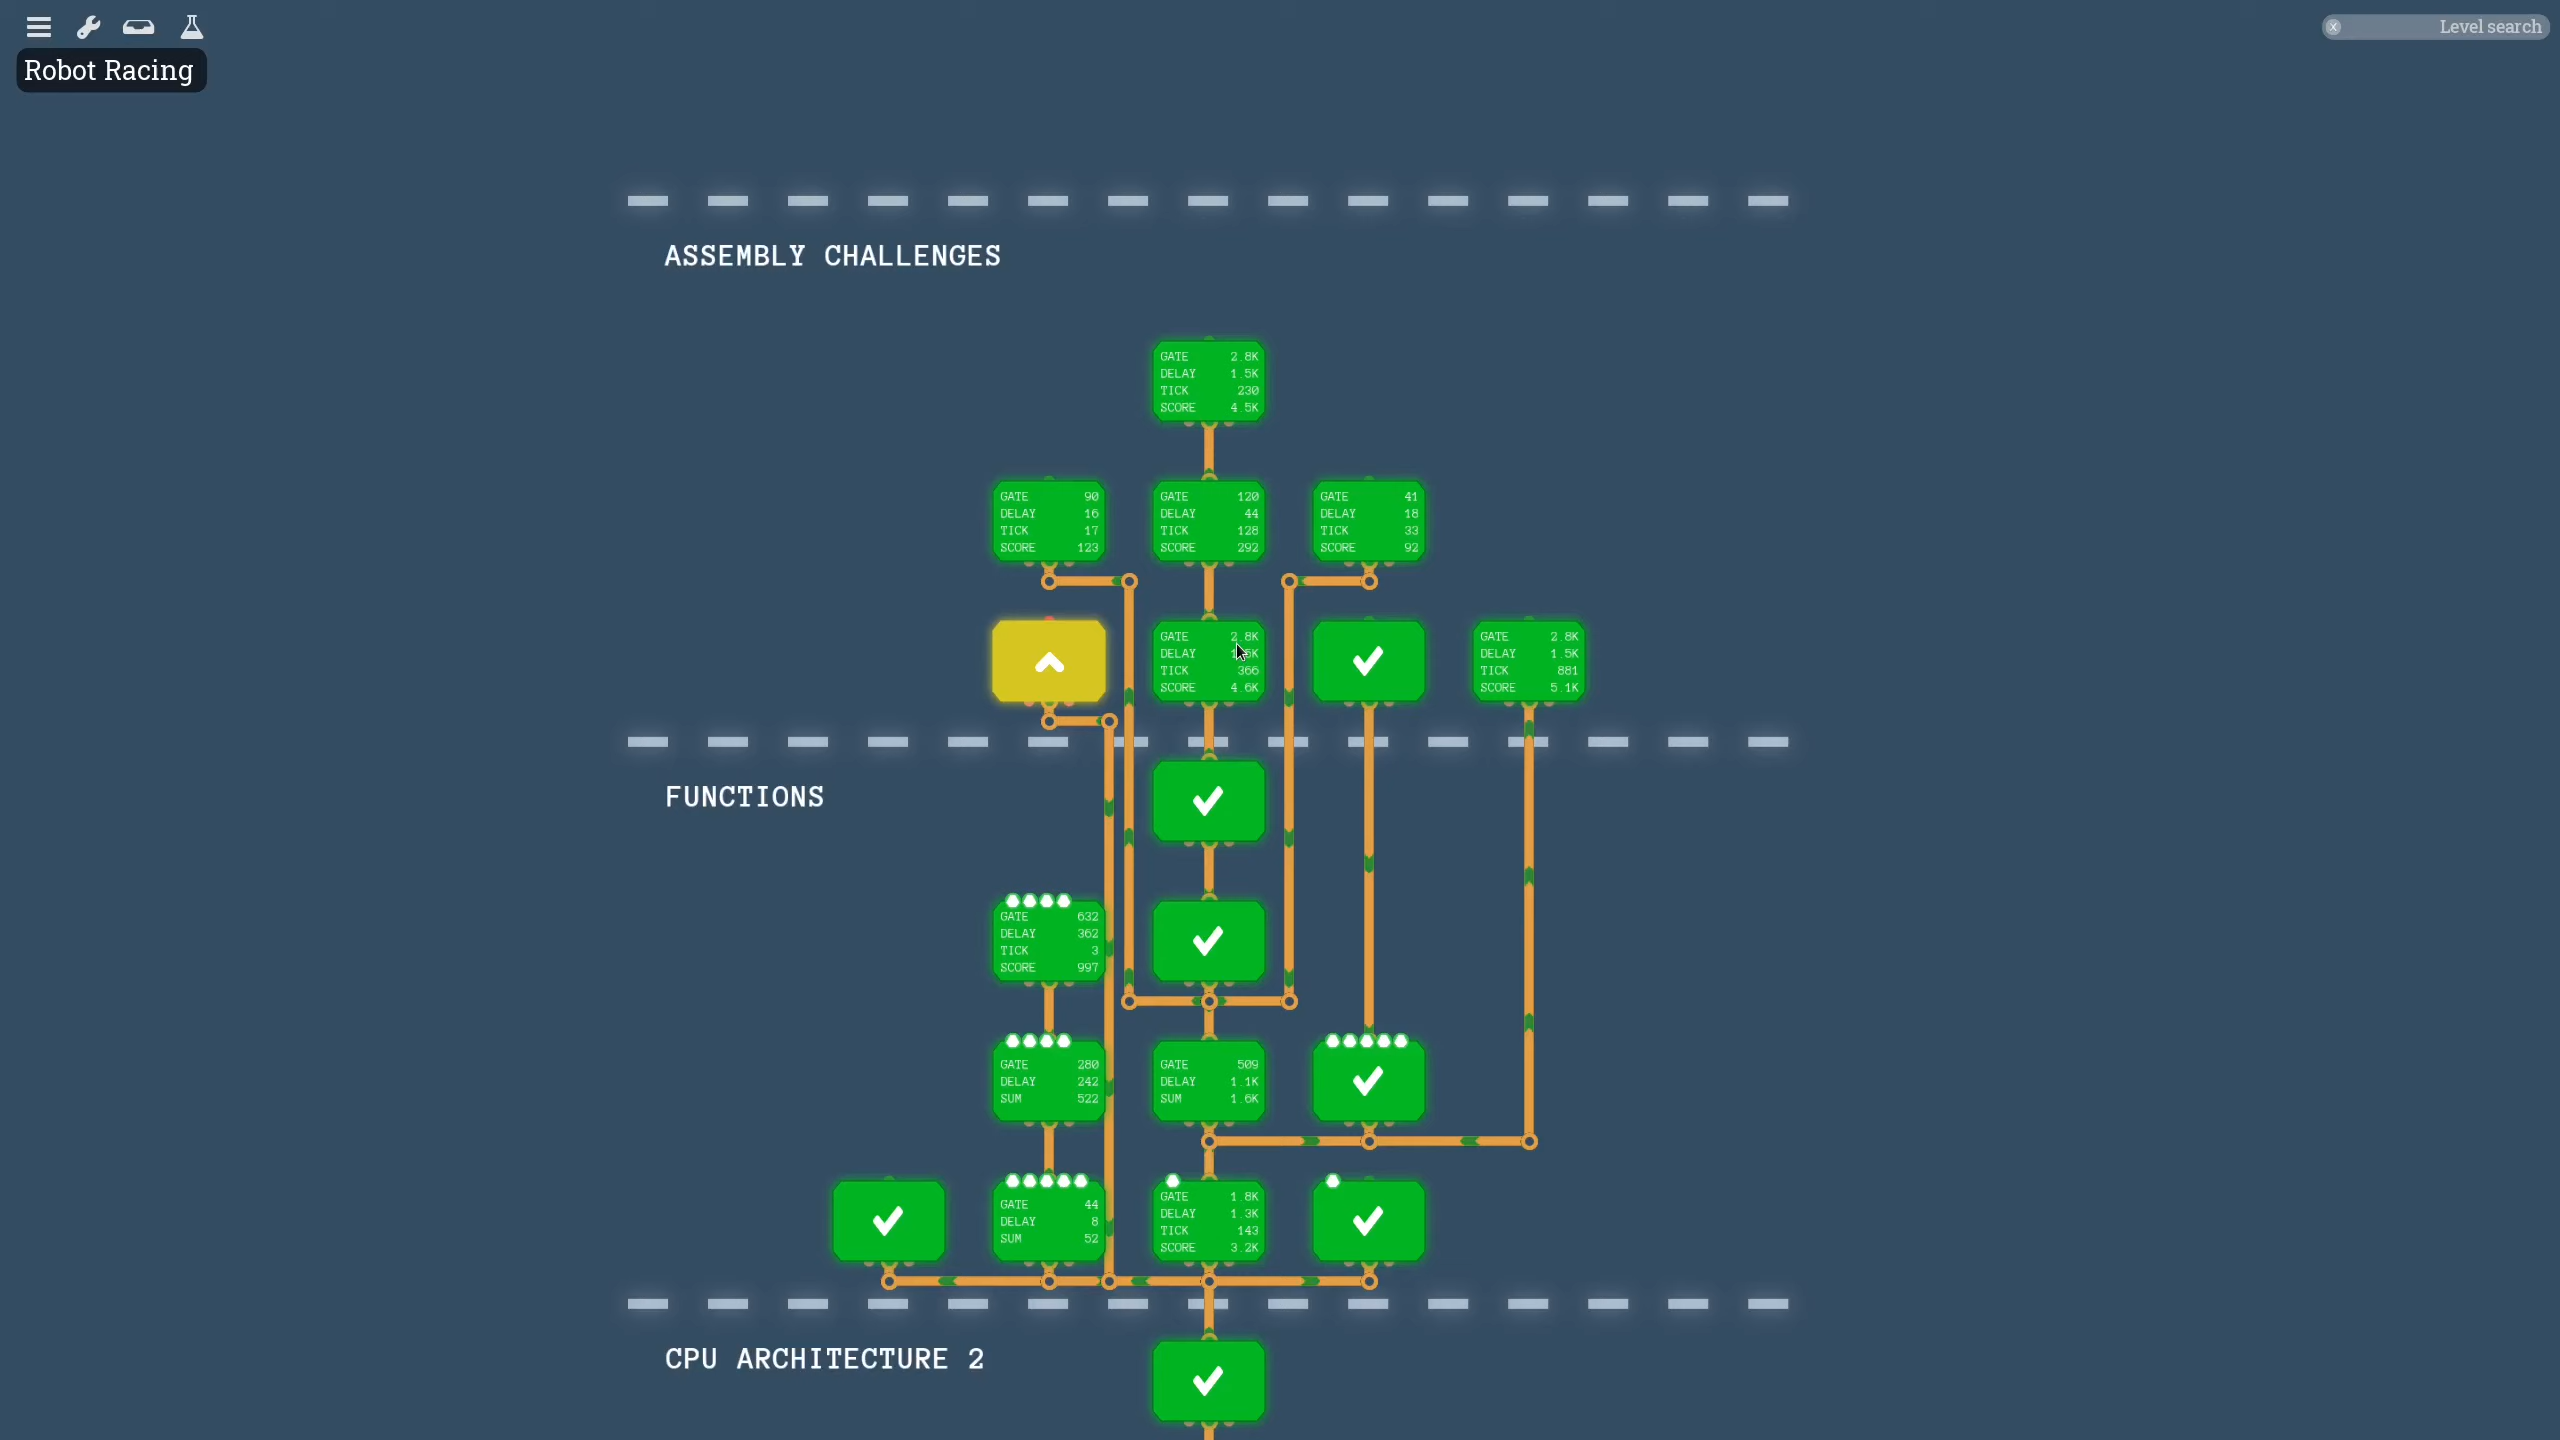 Level search
Robot Racing
ASSEMBLY CHALLENGES
GATE 2.8K
DELAY 1.5K
TICK 230
SCORE 4.5K
GATE 90
DELAY 16
TICK 17
SCORE 123
GATE 120
DELAY 44
TICK 128
SCORE 292
GATE 41
DELAY 18
TICK 33
SCORE 92
GATE 2.8K
DELAY
TICK 366
SCORE 4.6K
GATE 2.8K
DELAY 1.5K
TICK 881
SCORE 5.1K
FUNCTIONS
GATE 632
DELAY 362
TICK 3
SCORE 997
GATE 280
DELAY 242
SUM 522
GATE 509
DELAY 1.1K
SUM 1.6K
GATE 44
DELAY 8
SUM 52
GATE 1.8K
DELAY 1.3K
TICK 143
SCORE 3.2K
CPU ARCHITECTURE 2